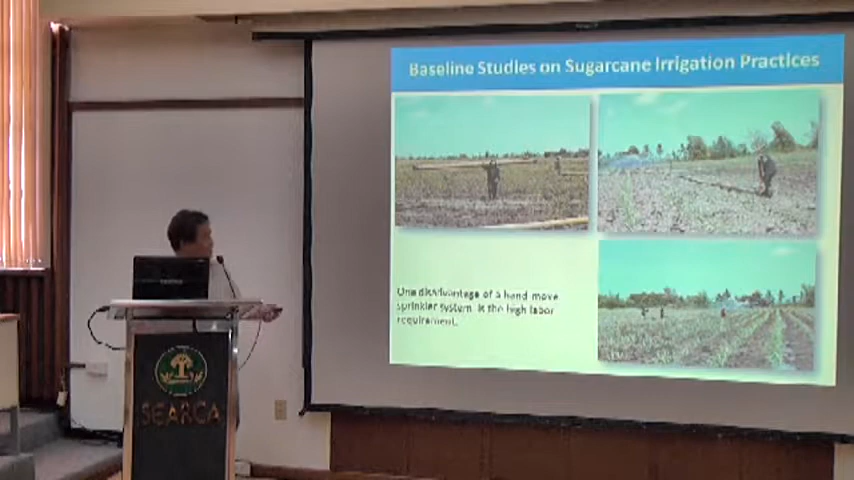 Baseline Studies on Sugarcane Irrigation Practices
One disadvantage of a hand move
sprinkler system is the high labor
requirement.
SEARCA